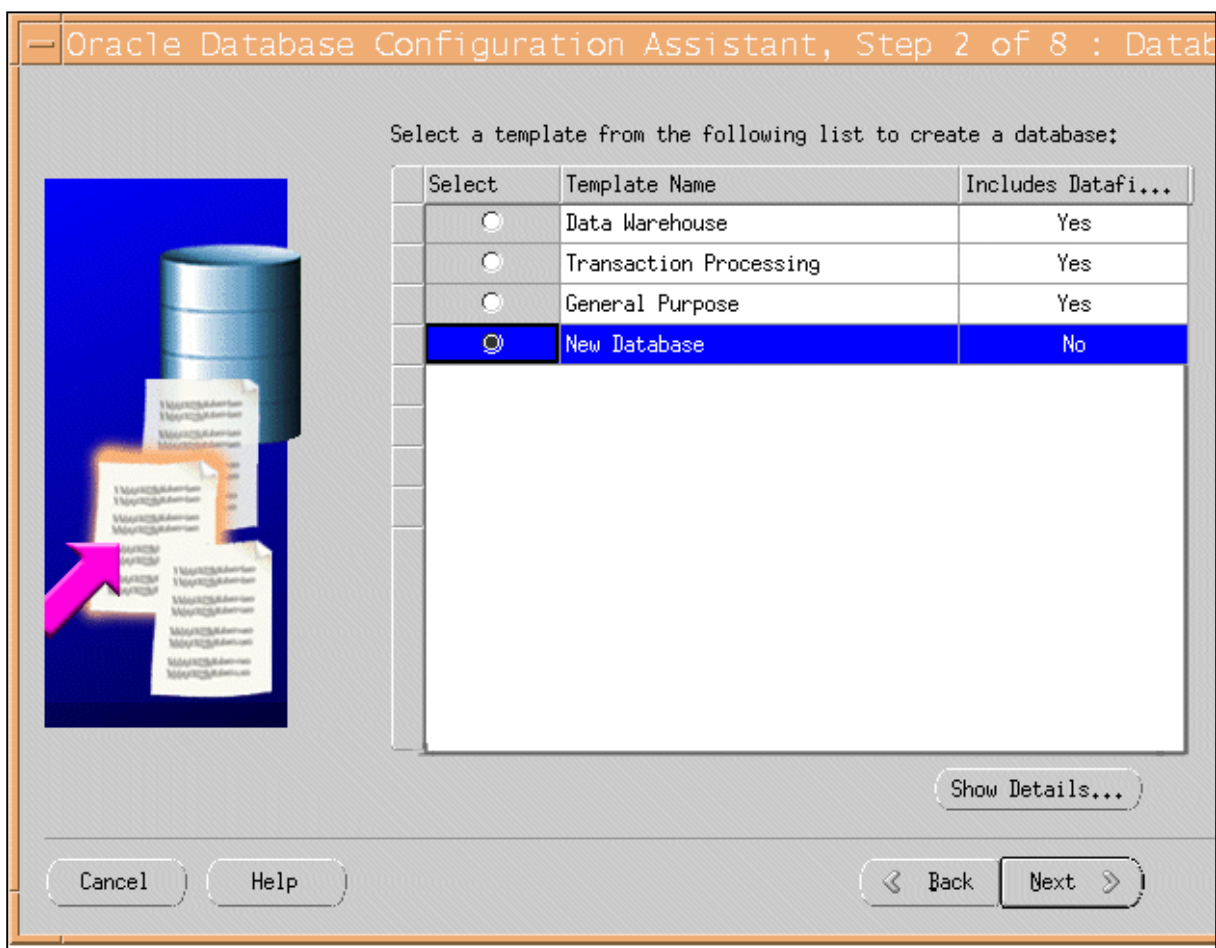 Oracle Database Configuration Assistant, Step 2 of 8 : Datab
Select a template from the following list to create a database:
Select Template Name Includes Datafi...
Data Warehouse Yes
Transaction Processing Yes
General Purpose Yes
New Database No
Show Details...
Cancel Help Back Next